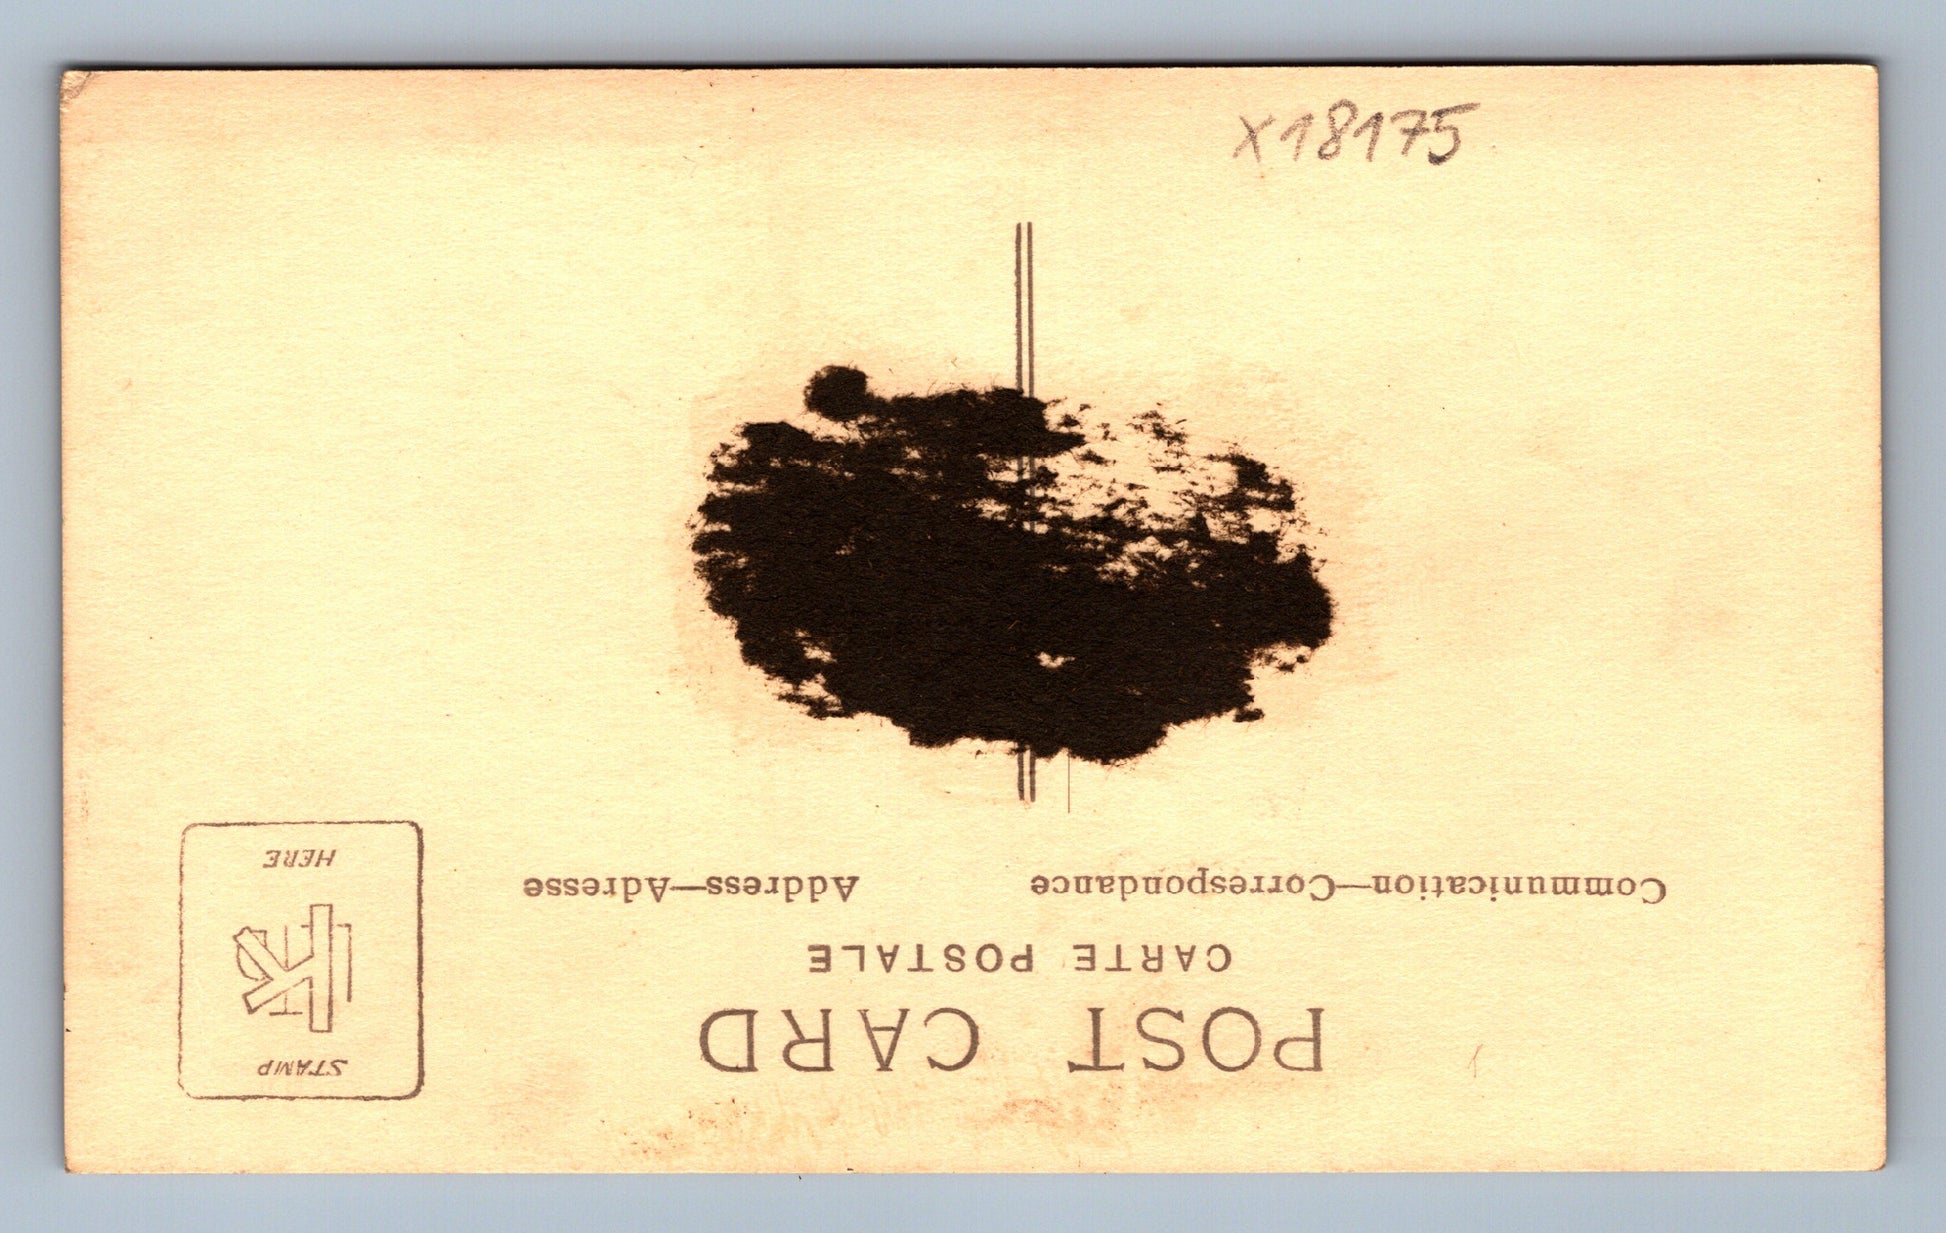 X18175
POST CARD
CARTE POSTALE
Communication—Correspondance
Address—Adresse
STAMP
K
HERE